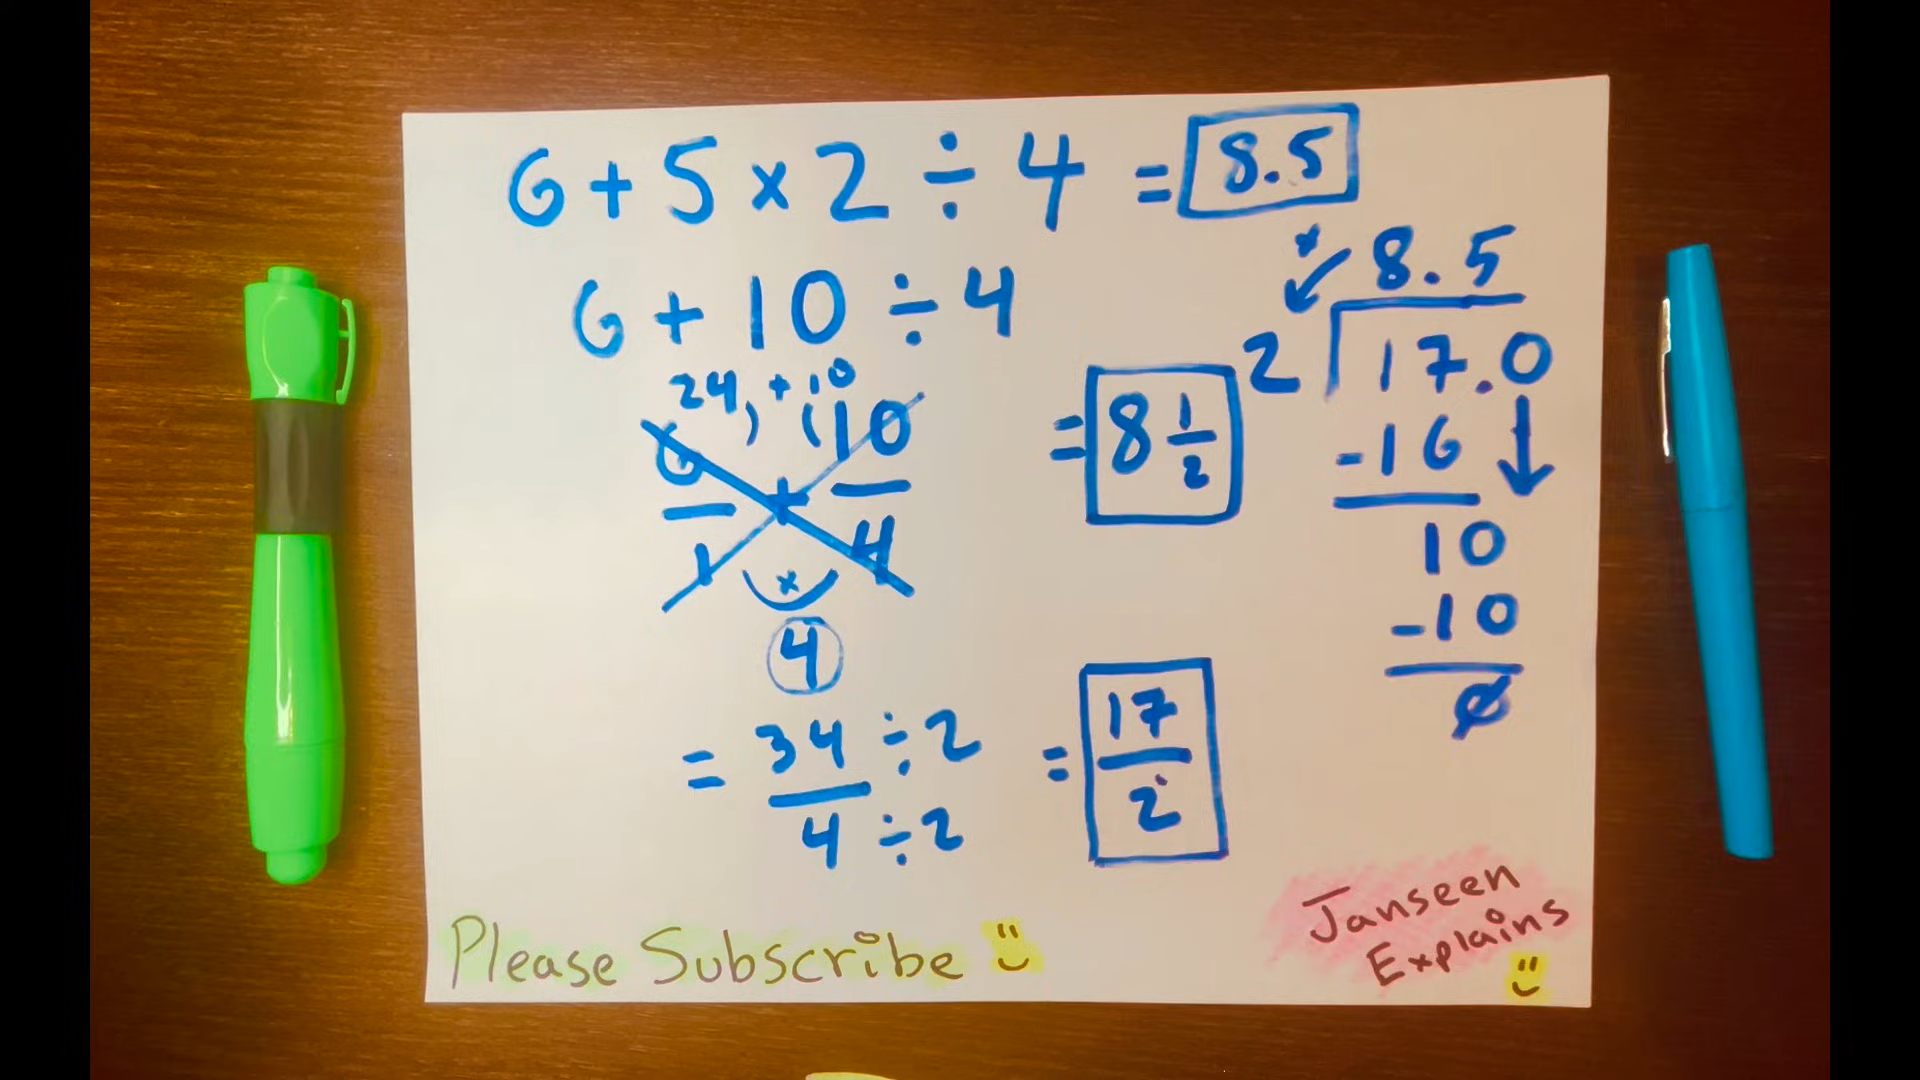 6 + 5 × 2 ÷ 4 = 8.5
6 + 10 ÷ 4
24, + 10
6 ) ( 10
+
1 4
×
4
= 34 ÷ 2
4 ÷ 2
= 8 1/2
= 17
2
× 8.5
2 17.0
-16
10
-10
0
Please Subscribe
Janseen
Explains